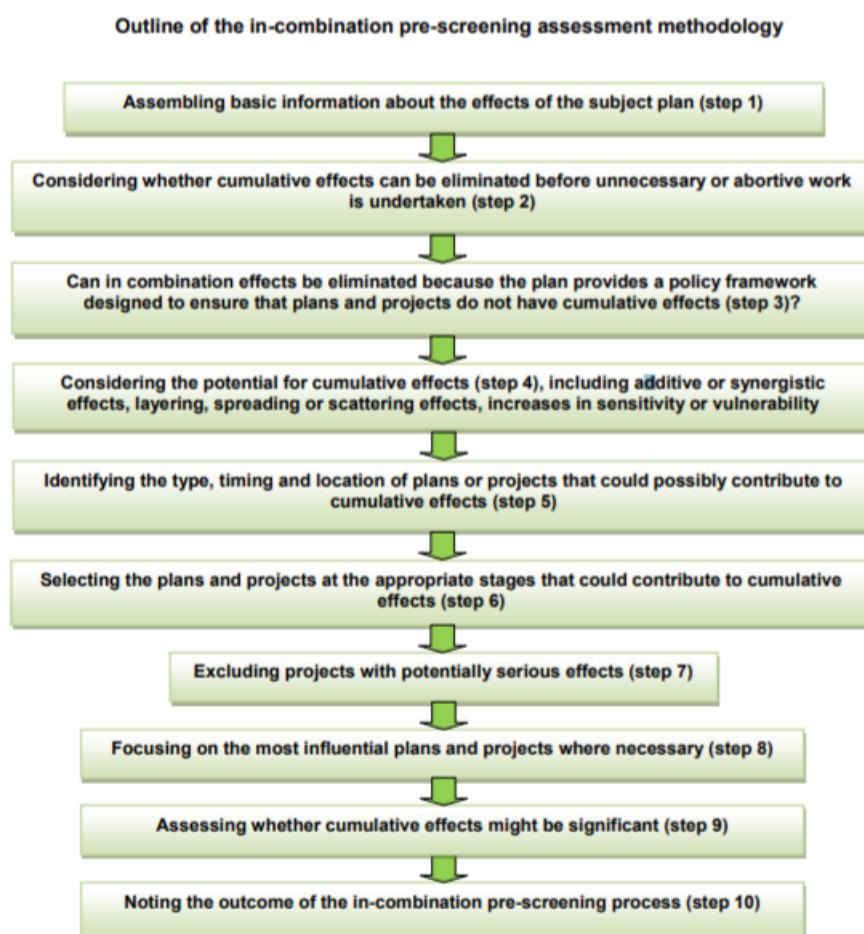 Outline of the in-combination pre-screening assessment methodology
Assembling basic information about the effects of the subject plan (step 1)
Considering whether cumulative effects can be eliminated before unnecessary or abortive work
is undertaken (step 2)
Can in combination effects be eliminated because the plan provides a policy framework
designed to ensure that plans and projects do not have cumulative effects (step 3)?
Considering the potential for cumulative effects (step 4), including additive or synergistic
effects, layering, spreading or scattering effects, increases in sensitivity or vulnerability
Identifying the type, timing and location of plans or projects that could possibly contribute to
cumulative effects (step 5)
Selecting the plans and projects at the appropriate stages that could contribute to cumulative
effects (step 6)
Excluding projects with potentially serious effects (step 7)
Focusing on the most influential plans and projects where necessary (step 8)
Assessing whether cumulative effects might be significant (step 9)
Noting the outcome of the in-combination pre-screening process (step 10)